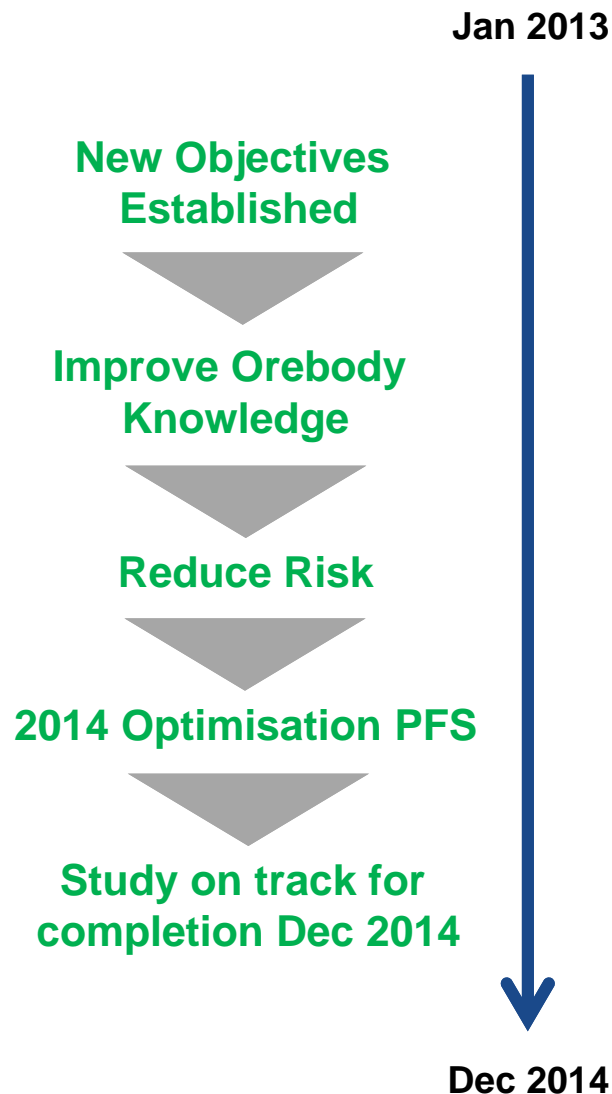 Jan 2013
New Objectives
Established
Improve Orebody
Knowledge
Reduce Risk
2014 Optimisation PFS
Study on track for
completion Dec 2014
Dec 2014